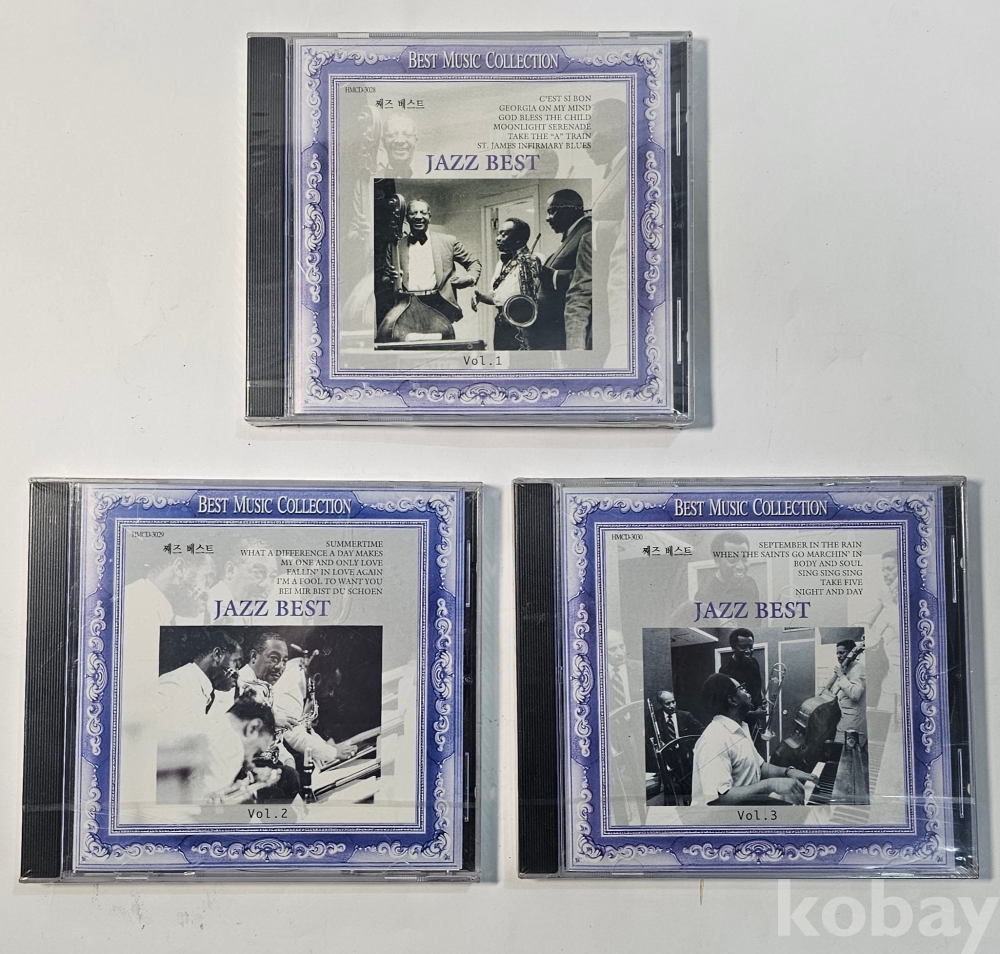 BEST MUSIC COLLECTION
HMCD-3028
째즈 베스트
C'EST SI BON
GEORGIA ON MY MIND
GOD BLESS THE CHILD
MOONLIGHT SERENADE
TAKE THE "A" TRAIN
ST. JAMES INFIRMARY BLUES
JAZZ BEST
Vol.1
BEST MUSIC COLLECTION
HMCD-3029
째즈 베스트
SUMMERTIME
WHAT A DIFFERENCE A DAY MAKES
MY ONE AND ONLY LOVE
FALLIN' IN LOVE AGAIN
I'M A FOOL TO WANT YOU
BEI MIR BIST DU SCHOEN
JAZZ BEST
Vol.2
BEST MUSIC COLLECTION
HMCD-3030
째즈 베스트
SEPTEMBER IN THE RAIN
WHEN THE SAINTS GO MARCHIN' IN
BODY AND SOUL
SING SING SING
TAKE FIVE
NIGHT AND DAY
JAZZ BEST
Vol.3
kobay